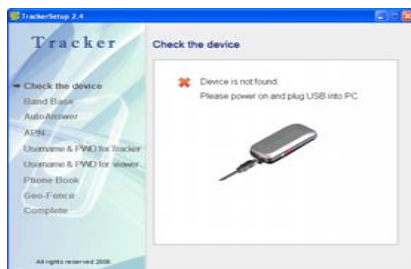 TrackerSetup 2.4
Tracker
Check the device
Check the device
Band Base
AutoAnswer
APN
Username & PWD for Tracker
Username & PWD for viewer
Phone Book
Geo-Fence
Complete
Device is not found.
Please power on and plug USB into PC.
All rights reserved 2008